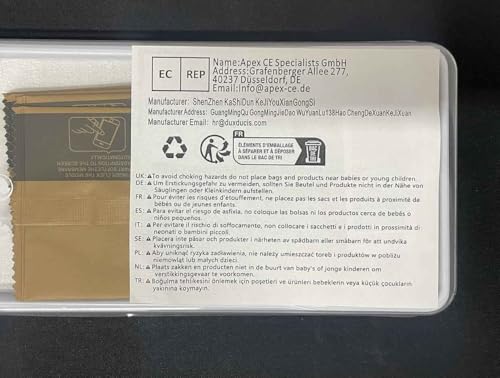 EC REP
Name:Apex CE Specialists GmbH
Address:Grafenberger Allee 277,
40237 Düsseldorf, DE
Email:info@apex-ce.de
Manufacturer: ShenZhen KaShiDun KeJiYouXianGongSi
Manufacturer Address: GuangMingQu GongMingJieDao WuYuanLu138Hao ChengDeXuanKeJiXuan
Manufacturer Email: hr@duxducis.com
FR
ÉLÉMENTS D'EMBALLAGE
À SÉPARER ET À DÉPOSER
DANS LE BAC DE TRI
UK: To avoid choking hazards do not place bags and products near babies or young children.
DE: Um Erstickungsgefahr zu vermeiden, sollten Sie Beutel und Produkte nicht in der Nähe von
Säuglingen oder Kleinkindern aufstellen.
FR: Pour éviter les risques d'étouffement, ne placez pas les sacs et les produits à proximité de
bébés ou de jeunes enfants.
ES: Para evitar el riesgo de asfixia, no coloque las bolsas ni los productos cerca de bebés o
niños pequeños.
IT: Per evitare il rischio di soffocamento, non collocare i sacchetti e i prodotti in prossimità di
neonati o bambini piccoli.
SE: Placera inte påsar och produkter i närheten av spädbarn eller småbarn för att undvika
kvävningsrisk.
PL: Aby uniknąć ryzyka zadławienia, nie należy umieszczać toreb i produktów w pobliżu
niemowląt lub małych dzieci.
NL: Plaats zakken en producten niet in de buurt van baby's of jonge kinderen om
verstikkingsgevaar te voorkomen.
TR: Boğulma tehlikesini önlemek için poşetleri ve ürünleri bebeklerin veya küçük çocukların
yakınına koymayın.